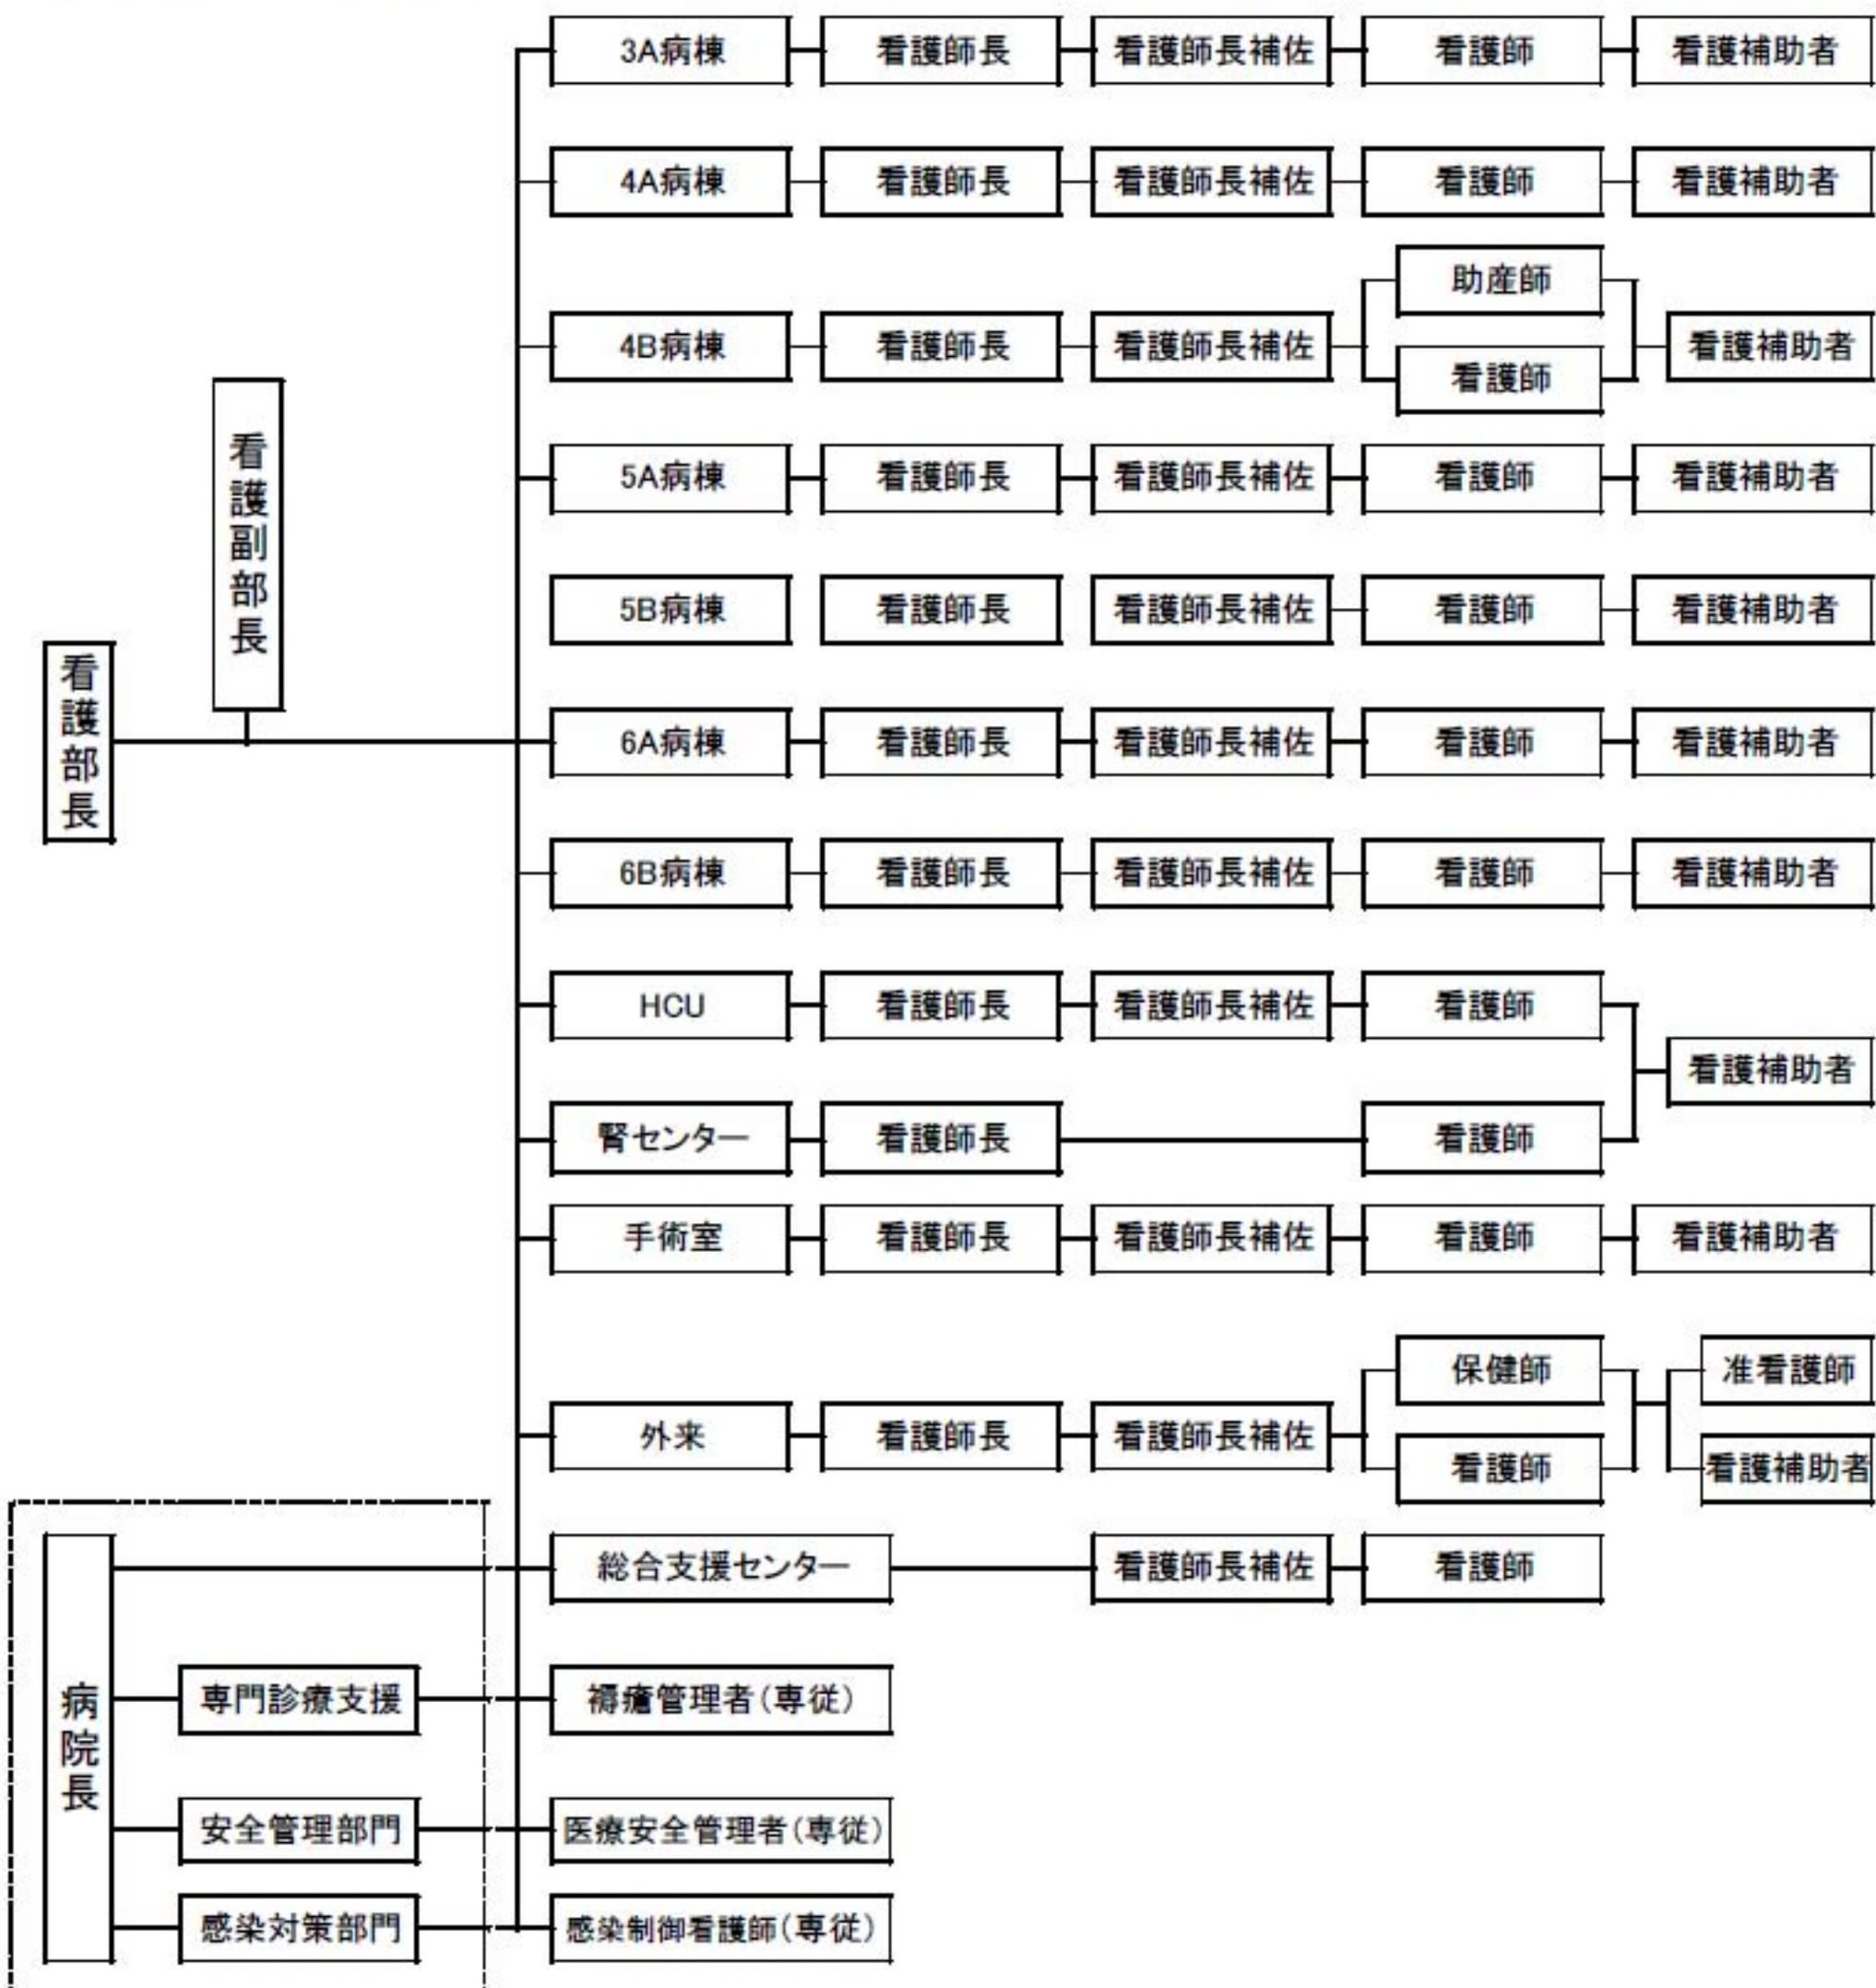 3A病棟 看護師長 看護師長補佐 看護師 看護補助者
4A病棟 看護師長 看護師長補佐 看護師 看護補助者
助産師
4B病棟 看護師長 看護師長補佐 看護補助者
看護師
5A病棟 看護師長 看護師長補佐 看護師 看護補助者
看護副部長
5B病棟 看護師長 看護師長補佐 看護師 看護補助者
看護部長
6A病棟 看護師長 看護師長補佐 看護師 看護補助者
6B病棟 看護師長 看護師長補佐 看護師 看護補助者
HCU 看護師長 看護師長補佐 看護師
看護補助者
腎センター 看護師長 看護師
手術室 看護師長 看護師長補佐 看護師 看護補助者
保健師 准看護師
外来 看護師長 看護師長補佐
看護師 看護補助者
総合支援センター 看護師長補佐 看護師
病院長
専門診療支援 褥瘡管理者(専従)
安全管理部門 医療安全管理者(専従)
感染対策部門 感染制御看護師(専従)